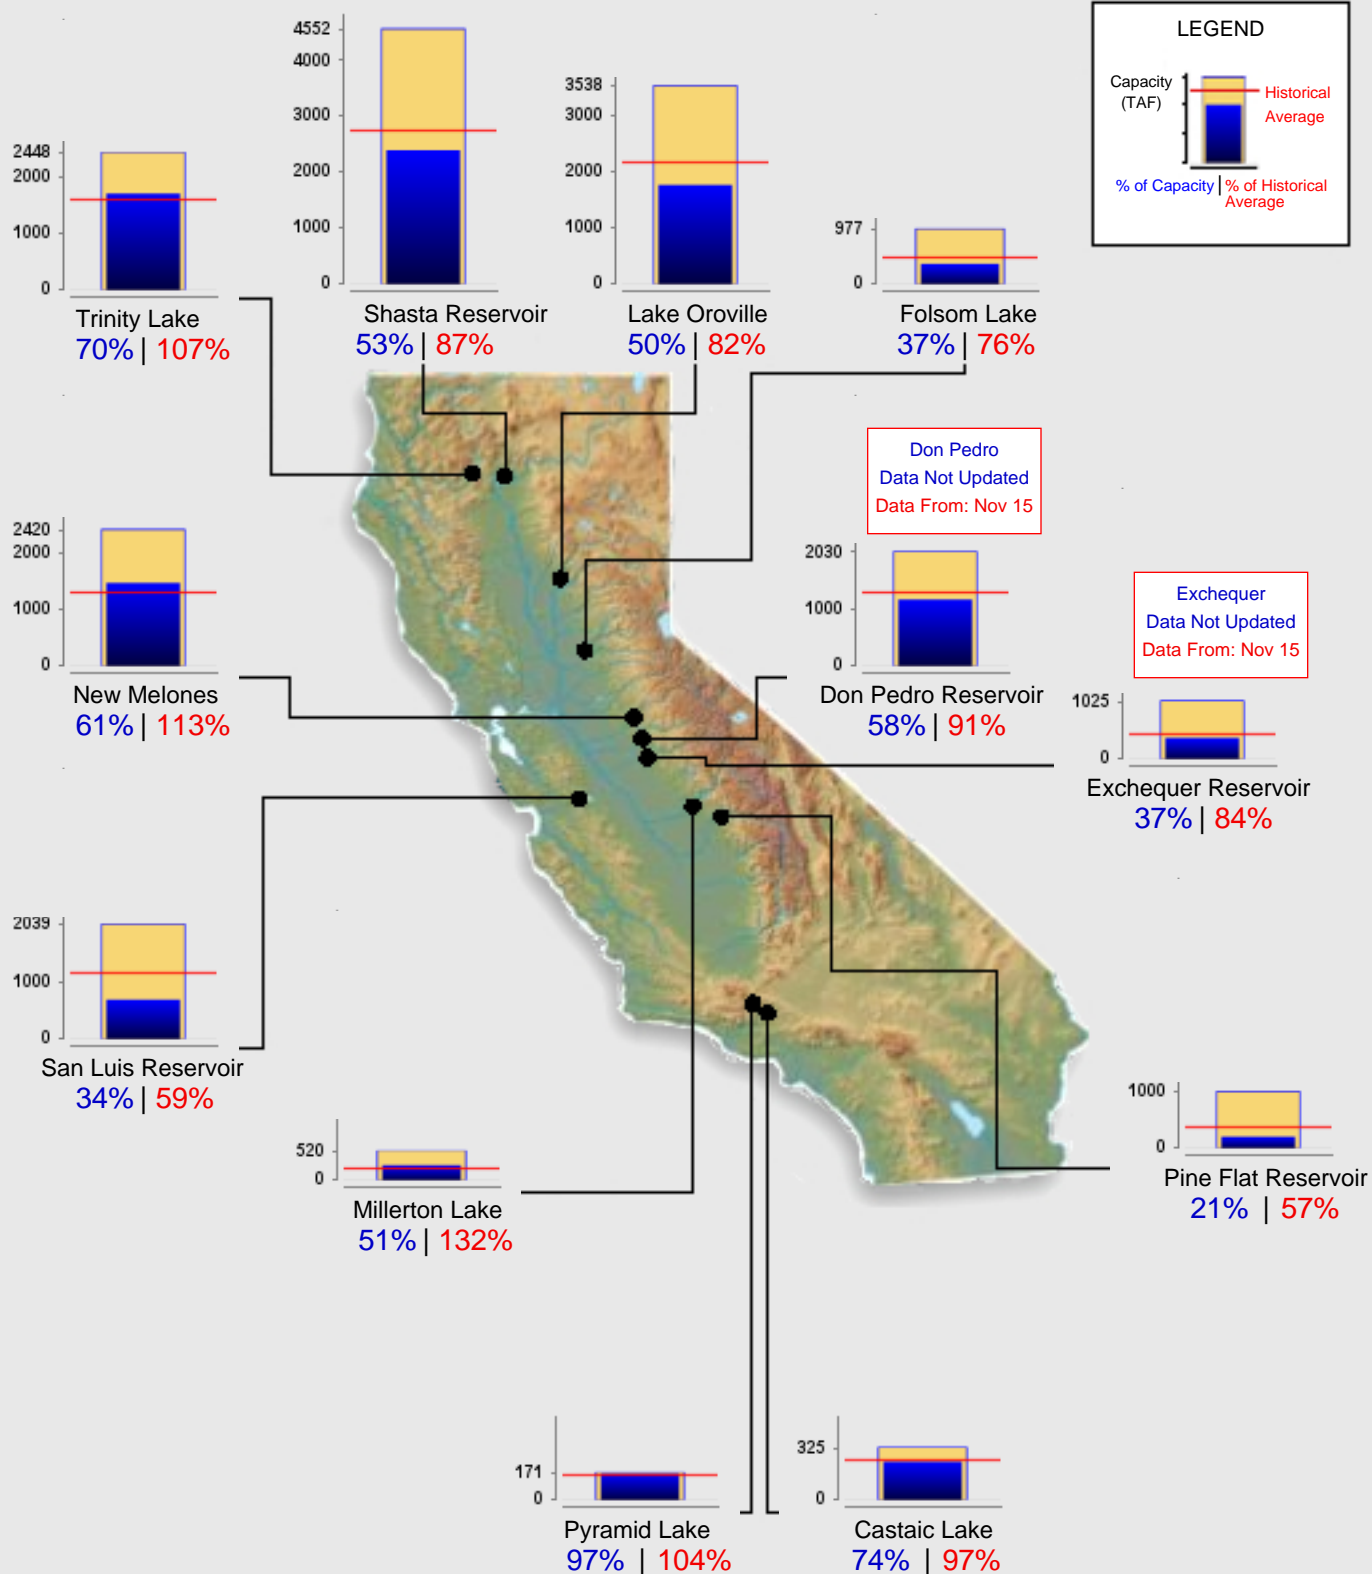 LEGEND
Capacity
(TAF)
Historical
Average
% of Capacity | % of Historical
Average
4552
4000
3000
2000
1000
0
Shasta Reservoir
53% | 87%
3538
3000
2000
1000
0
Lake Oroville
50% | 82%
2448
2000
1000
0
Trinity Lake
70% | 107%
977
0
Folsom Lake
37% | 76%
Don Pedro
Data Not Updated
Data From: Nov 15
2030
1000
0
Don Pedro Reservoir
58% | 91%
2420
2000
1000
0
New Melones
61% | 113%
Exchequer
Data Not Updated
Data From: Nov 15
1025
0
Exchequer Reservoir
37% | 84%
2039
1000
0
San Luis Reservoir
34% | 59%
520
0
Millerton Lake
51% | 132%
1000
0
Pine Flat Reservoir
21% | 57%
171
0
Pyramid Lake
97% | 104%
325
0
Castaic Lake
74% | 97%